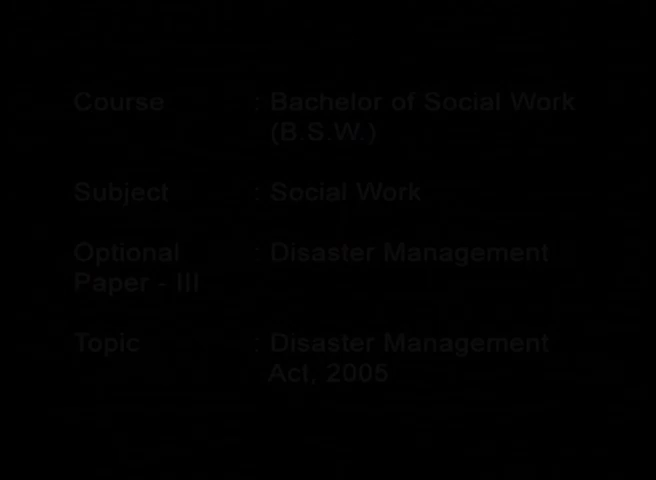 Course : Bachelor of Social Work
(B.S.W.)
Subject : Social Work
Optional : Disaster Management
Paper - III
Topic : Disaster Management
Act, 2005